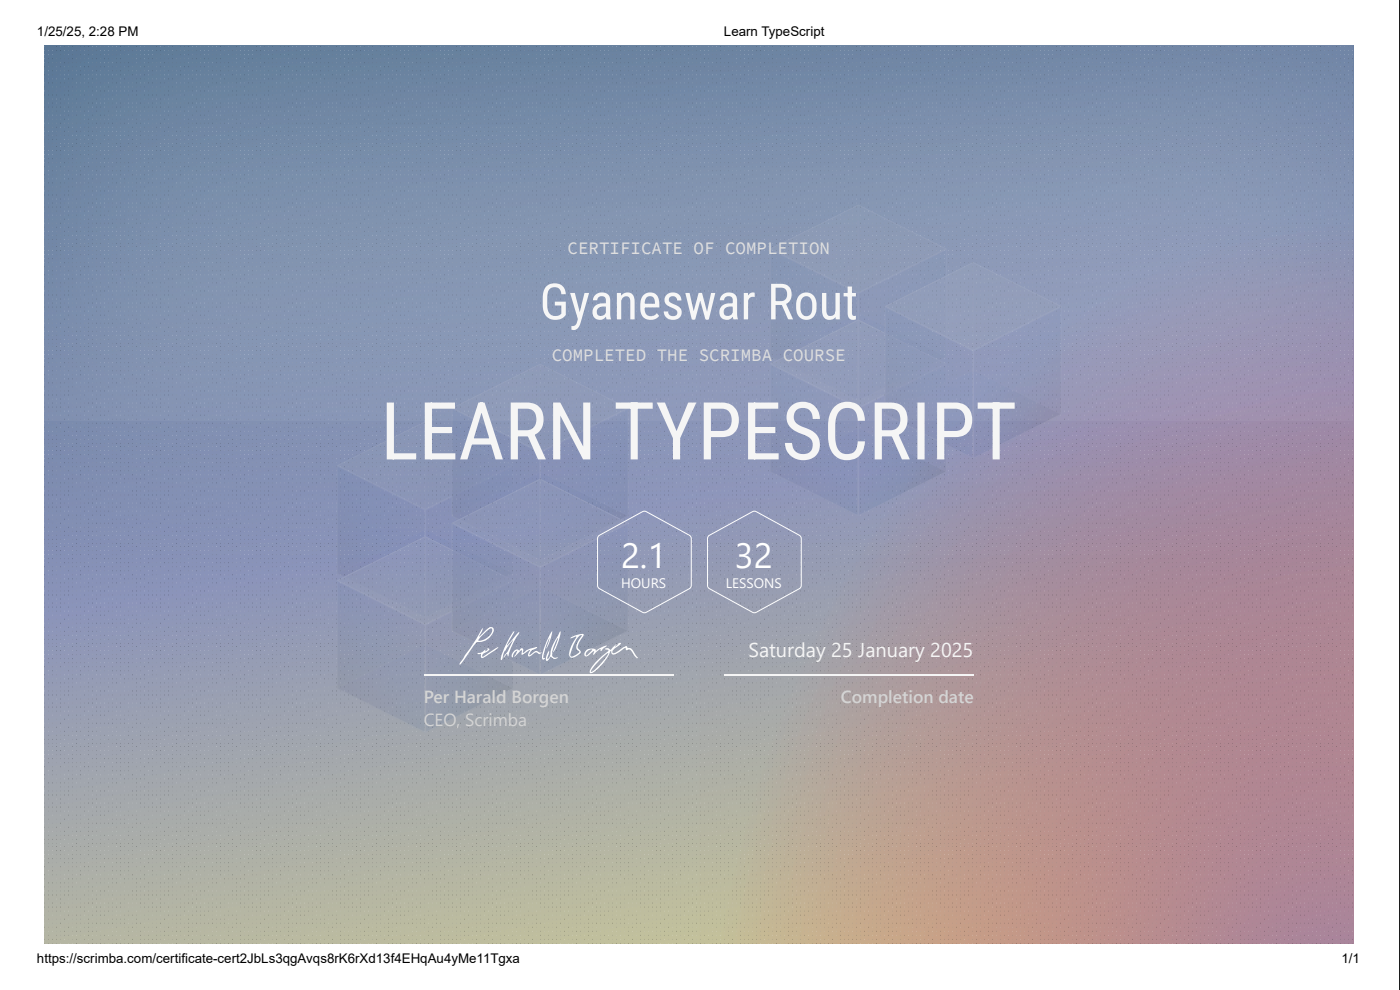 1/25/25, 2:28 PM
Learn TypeScript
CERTIFICATE OF COMPLETION
Gyaneswar Rout
COMPLETED THE SCRIMBA COURSE
LEARN TYPESCRIPT
2.1
HOURS
32
LESSONS
Per Harald Borgen
Saturday 25 January 2025
Per Harald Borgen
CEO, Scrimba
Completion date
https://scrimba.com/certificate-cert2JbLs3qgAvqs8rK6rXd13f4EHqAu4yMe11Tgxa
1/1